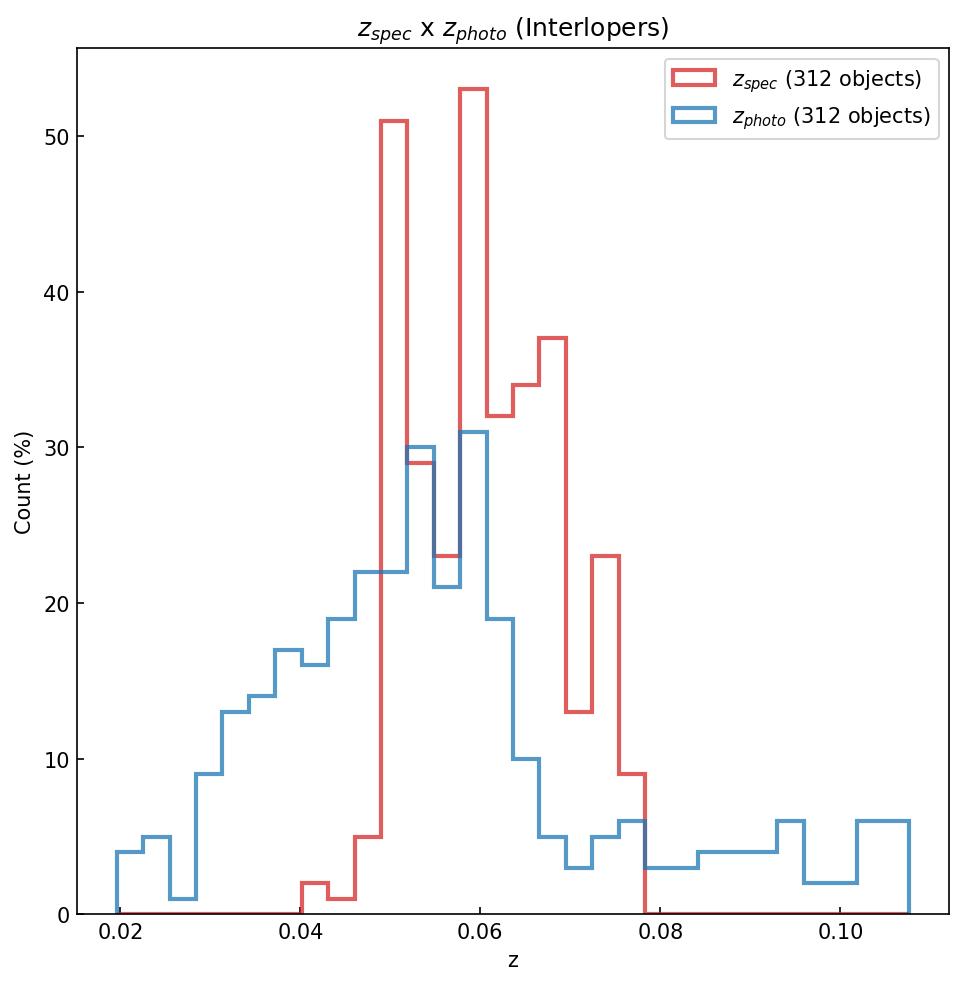 z_spec x z_photo (Interlopers)
z_spec (312 objects)
z_photo (312 objects)
Count (%)
50
40
30
20
10
0
0.02 0.04 0.06 0.08 0.10
z